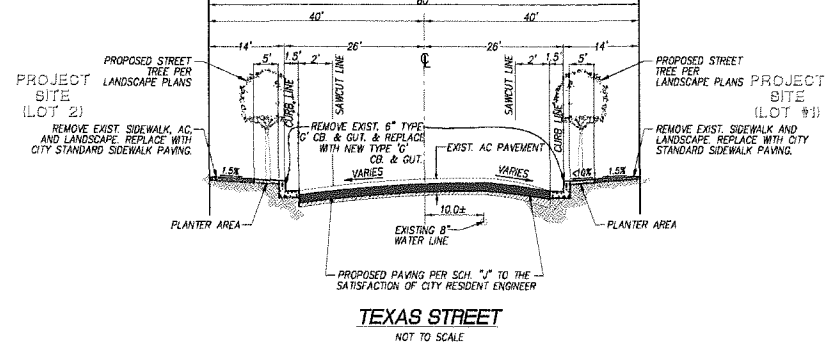 80'
40' 40'
14' 26' 26' 14'
5' 1.5' 2' 2' 1.5' 5'
PROPOSED STREET
TREE PER
LANDSCAPE PLANS
PROJECT
SITE
(LOT 2)
CURB LINE
SAWCUT LINE
℄
SAWCUT LINE
CURB LINE
PROPOSED STREET
TREE PER
LANDSCAPE PLANS
PROJECT
SITE
(LOT #1)
REMOVE EXIST. SIDEWALK, AC,
AND LANDSCAPE. REPLACE WITH
CITY STANDARD SIDEWALK PAVING.
REMOVE EXIST. 6" TYPE
'G' CB. & GUT. & REPLACE
WITH NEW TYPE 'G'
CB. & GUT.
EXIST. AC PAVEMENT
REMOVE EXIST. SIDEWALK AND
LANDSCAPE. REPLACE WITH CITY
STANDARD SIDEWALK PAVING.
1.5% VARIES VARIES <10% 1.5%
PLANTER AREA
10.0±
EXISTING 8"
WATER LINE
PLANTER AREA
PROPOSED PAVING PER SCH. "J" TO THE
SATISFACTION OF CITY RESIDENT ENGINEER
TEXAS STREET
NOT TO SCALE